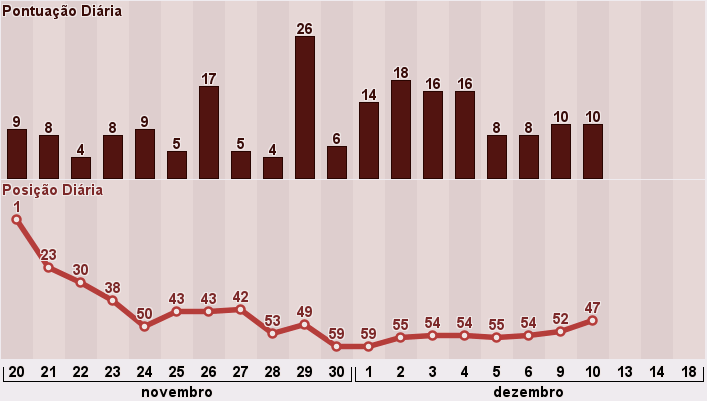 Pontuação Diária
9 8 4 8 9 5 17 5 4 26 6 14 18 16 16 8 8 10 10
Posição Diária
1 23 30 38 50 43 43 42 53 49 59 59 55 54 54 55 54 52 47
20 21 22 23 24 25 26 27 28 29 30 1 2 3 4 5 6 9 10 13 14 18
novembro dezembro